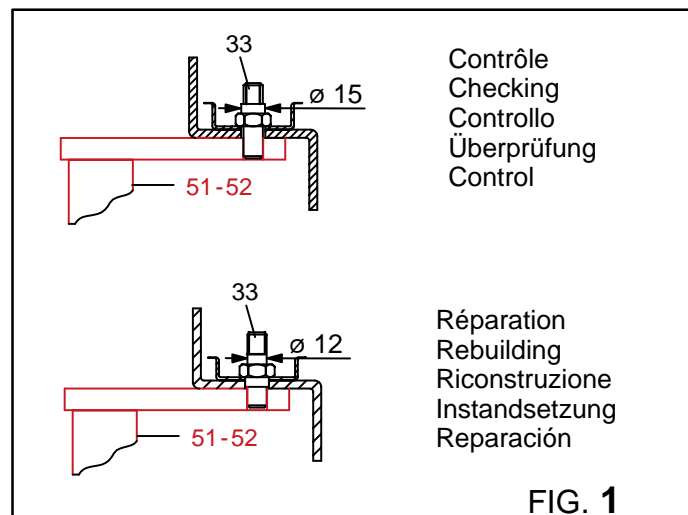 33
ø 15
51-52
Contrôle
Checking
Controllo
Überprüfung
Control
33
ø 12
51-52
Réparation
Rebuilding
Riconstruzione
Instandsetzung
Reparación
FIG. 1